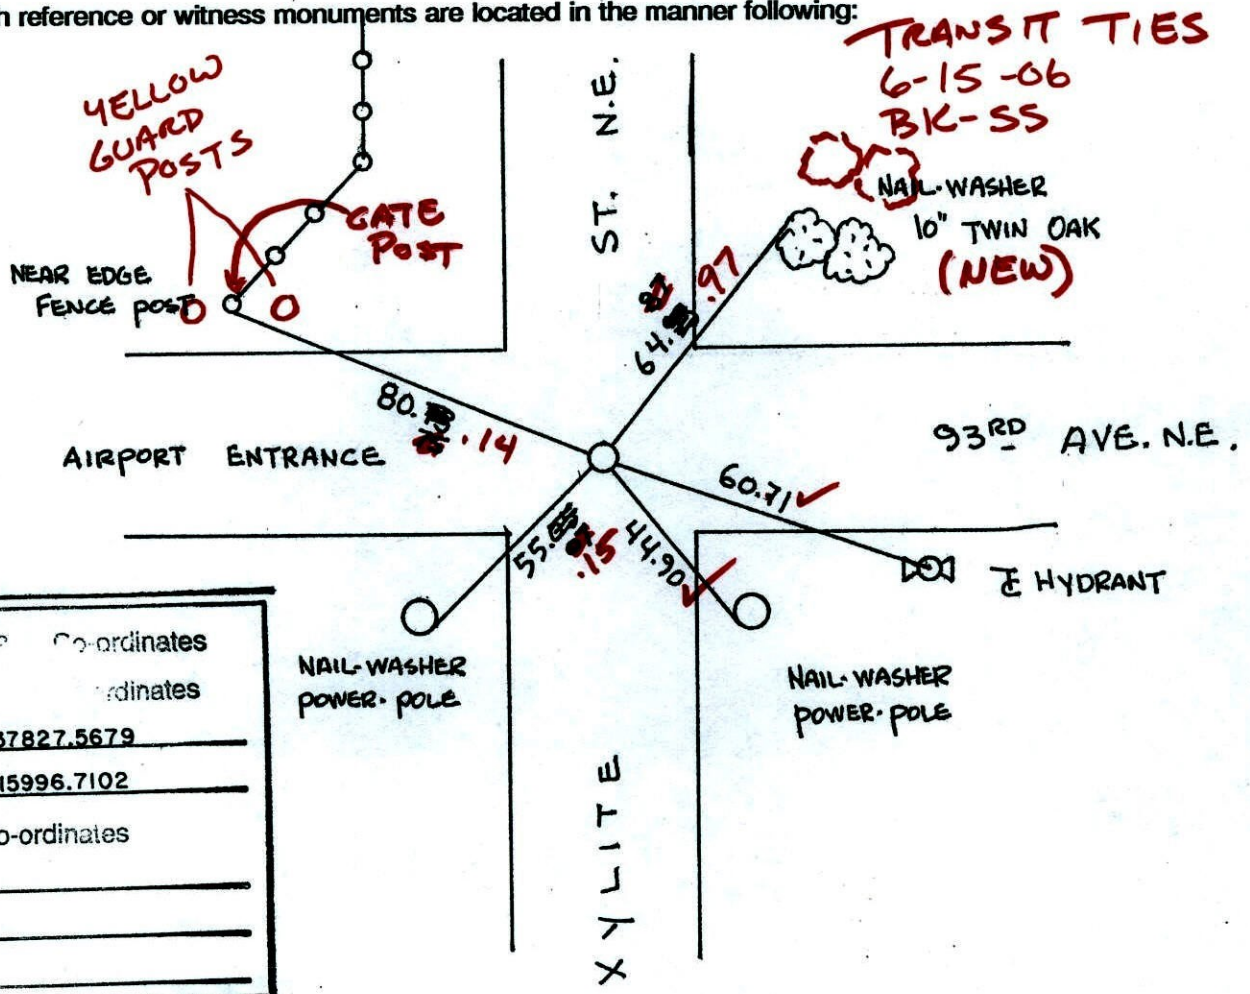 h reference or witness monuments are located in the manner following:
TRANSIT TIES
6-15-06
BK-SS
YELLOW
GUARD
POSTS
GATE
POST
NEAR EDGE
FENCE POST
ST. N.E.
NAIL-WASHER
10" TWIN OAK
(NEW)
64. .97
80. .14
AIRPORT ENTRANCE
93RD AVE. N.E.
60.71 ✓
55. .15
44.90 ✓
HYDRANT
NAIL-WASHER
POWER-POLE
NAIL-WASHER
POWER-POLE
XYLITE
Co-ordinates
rdinates
37827.5679
15996.7102
o-ordinates